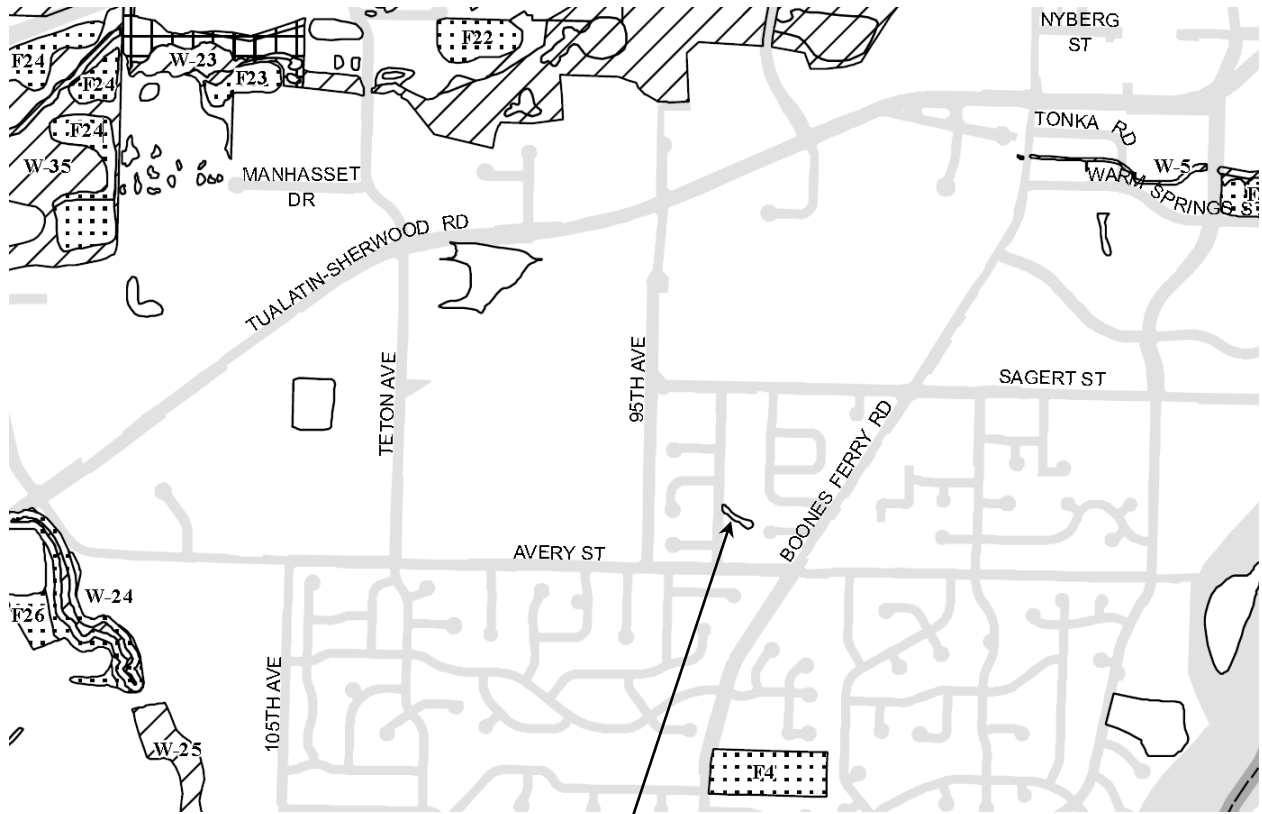 NYBERG
ST
F22
W-23
F24
F23
F24
F24
TONKA RD
W-35
W-5
MANHASSET
DR
WARM SPRINGS S
F
TUALATIN-SHERWOOD RD
TETON AVE
95TH AVE
SAGERT ST
BOONES FERRY RD
AVERY ST
W-24
F26
105TH AVE
W-25
F4